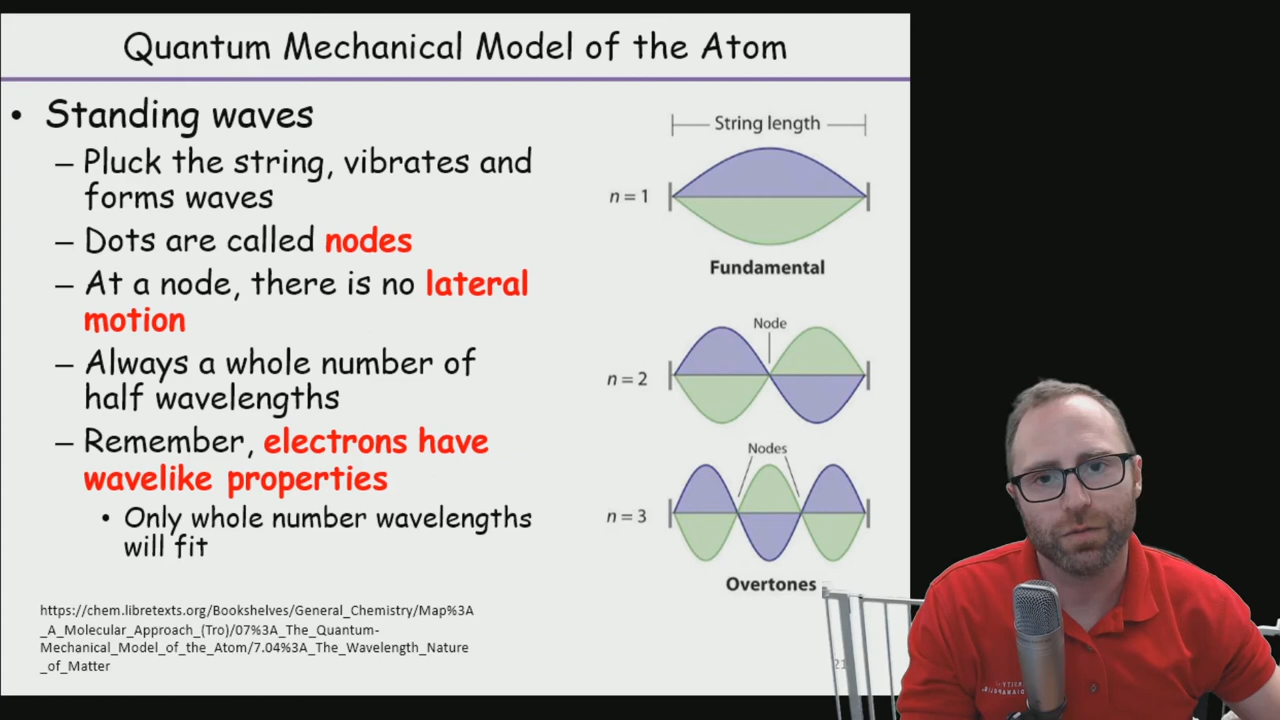 Quantum Mechanical Model of the Atom
• Standing waves
– Pluck the string, vibrates and
forms waves
– Dots are called nodes
– At a node, there is no lateral
motion
– Always a whole number of
half wavelengths
– Remember, electrons have
wavelike properties
• Only whole number wavelengths
will fit
https://chem.libretexts.org/Bookshelves/General_Chemistry/Map%3A
_A_Molecular_Approach_(Tro)/07%3A_The_Quantum-
Mechanical_Model_of_the_Atom/7.04%3A_The_Wavelength_Nature
_of_Matter
String length
n = 1
Fundamental
Node
n = 2
Nodes
n = 3
Overtones
21